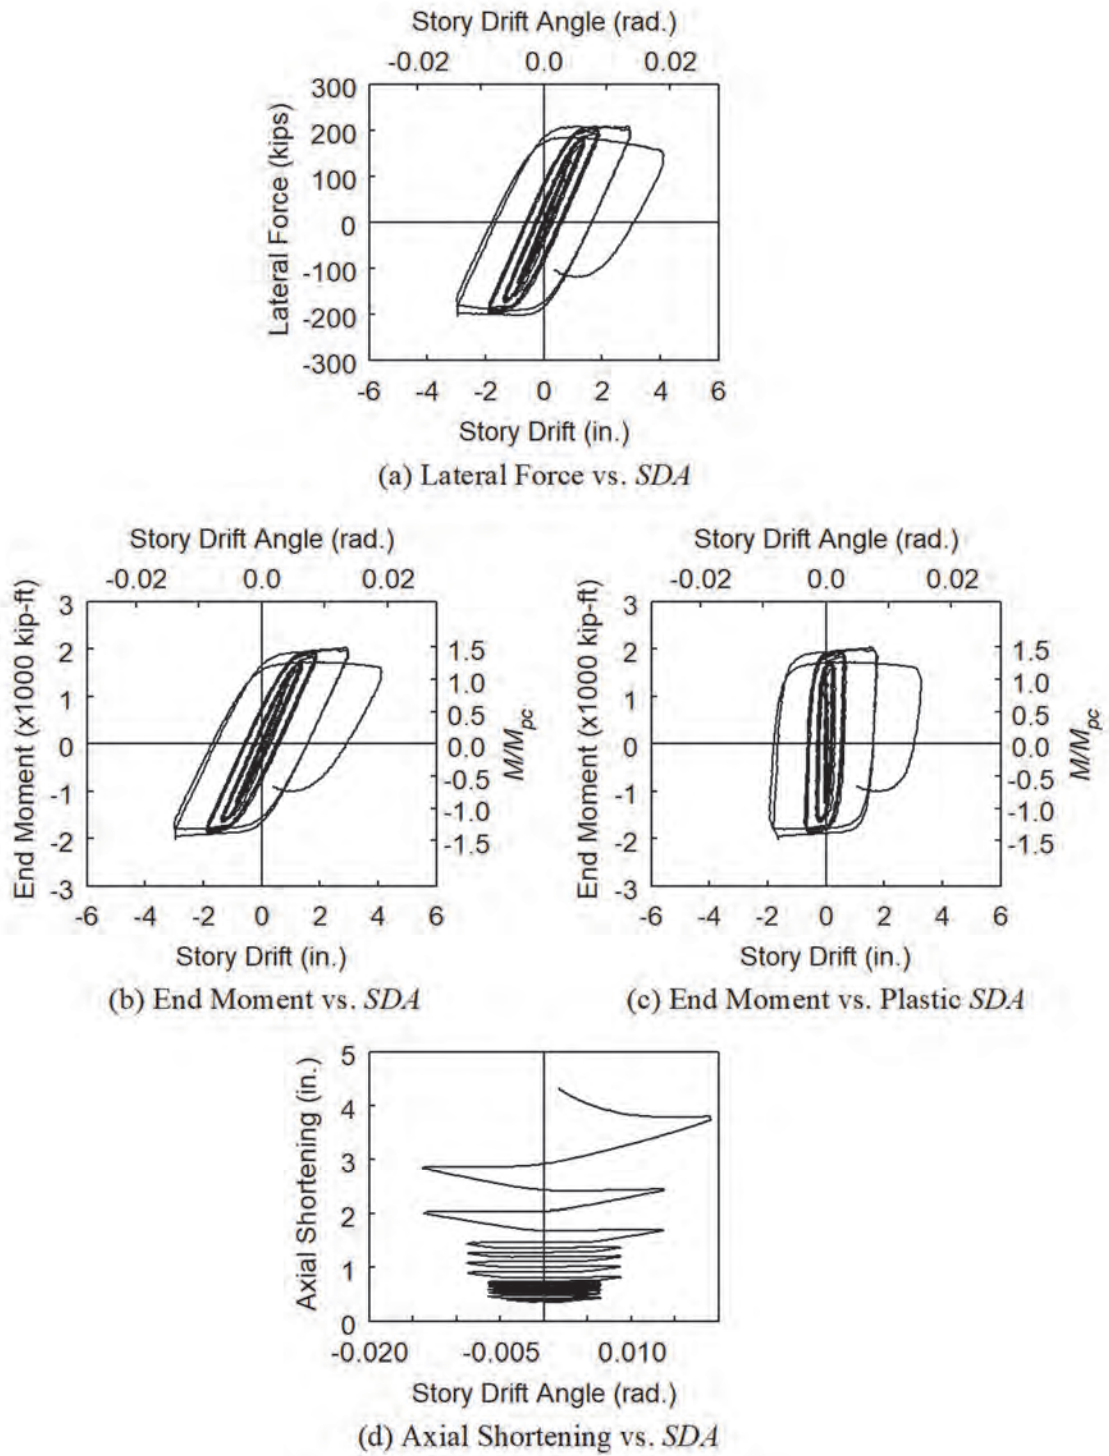 Story Drift Angle (rad.)
-0.02 0.0 0.02
300
200
100
0
-100
-200
-300
Lateral Force (kips)
-6 -4 -2 0 2 4 6
Story Drift (in.)
(a) Lateral Force vs. SDA
Story Drift Angle (rad.)
-0.02 0.0 0.02
3
2
1
0
-1
-2
-3
End Moment (x1000 kip-ft)
1.5
1.0
0.5
0.0
-0.5
-1.0
-1.5
M/Mpc
-6 -4 -2 0 2 4 6
Story Drift (in.)
(b) End Moment vs. SDA
Story Drift Angle (rad.)
-0.02 0.0 0.02
3
2
1
0
-1
-2
-3
End Moment (x1000 kip-ft)
1.5
1.0
0.5
0.0
-0.5
-1.0
-1.5
M/Mpc
-6 -4 -2 0 2 4 6
Story Drift (in.)
(c) End Moment vs. Plastic SDA
5
4
3
2
1
0
Axial Shortening (in.)
-0.020 -0.005 0.010
Story Drift Angle (rad.)
(d) Axial Shortening vs. SDA